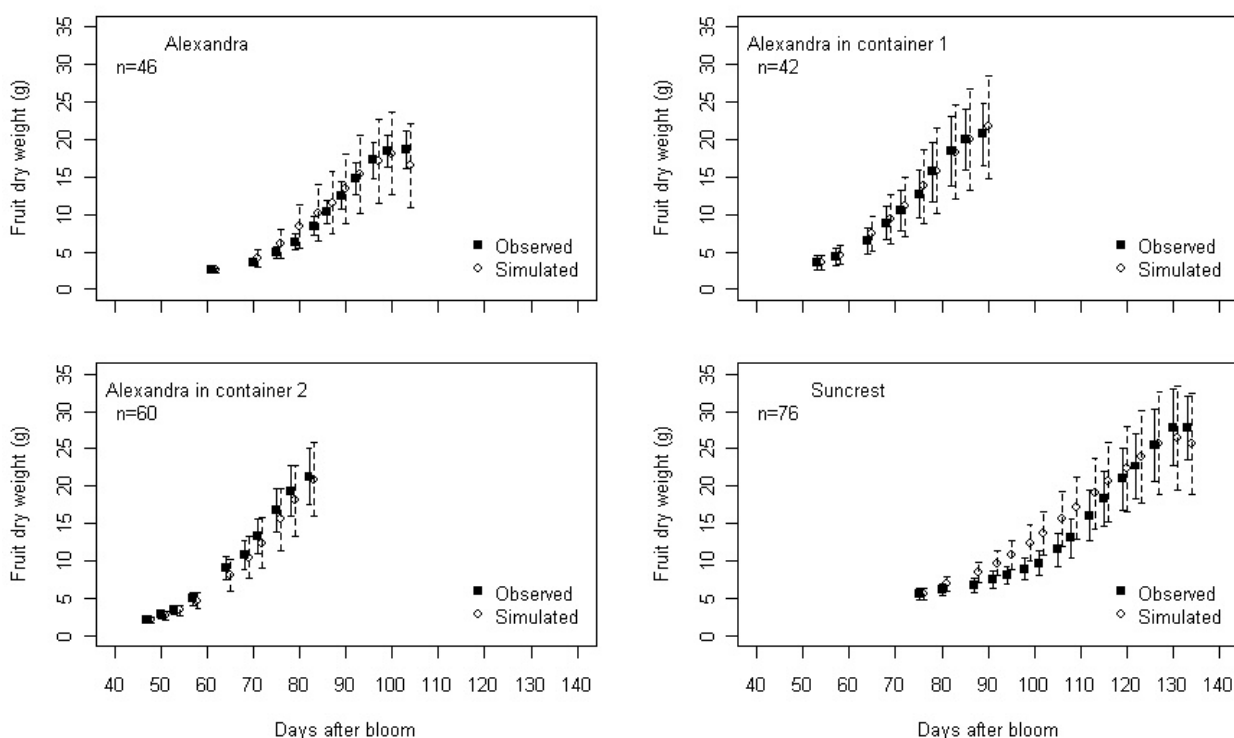 Alexandra
n=46
Fruit dry weight (g)
35
30
25
20
15
10
5
0
Observed
Simulated
Alexandra in container 1
n=42
Fruit dry weight (g)
35
30
25
20
15
10
5
0
Observed
Simulated
Alexandra in container 2
n=60
Fruit dry weight (g)
35
30
25
20
15
10
5
0
Observed
Simulated
40 50 60 70 80 90 100 110 120 130 140
Days after bloom
Suncrest
n=76
Fruit dry weight (g)
35
30
25
20
15
10
5
0
Observed
Simulated
40 50 60 70 80 90 100 110 120 130 140
Days after bloom